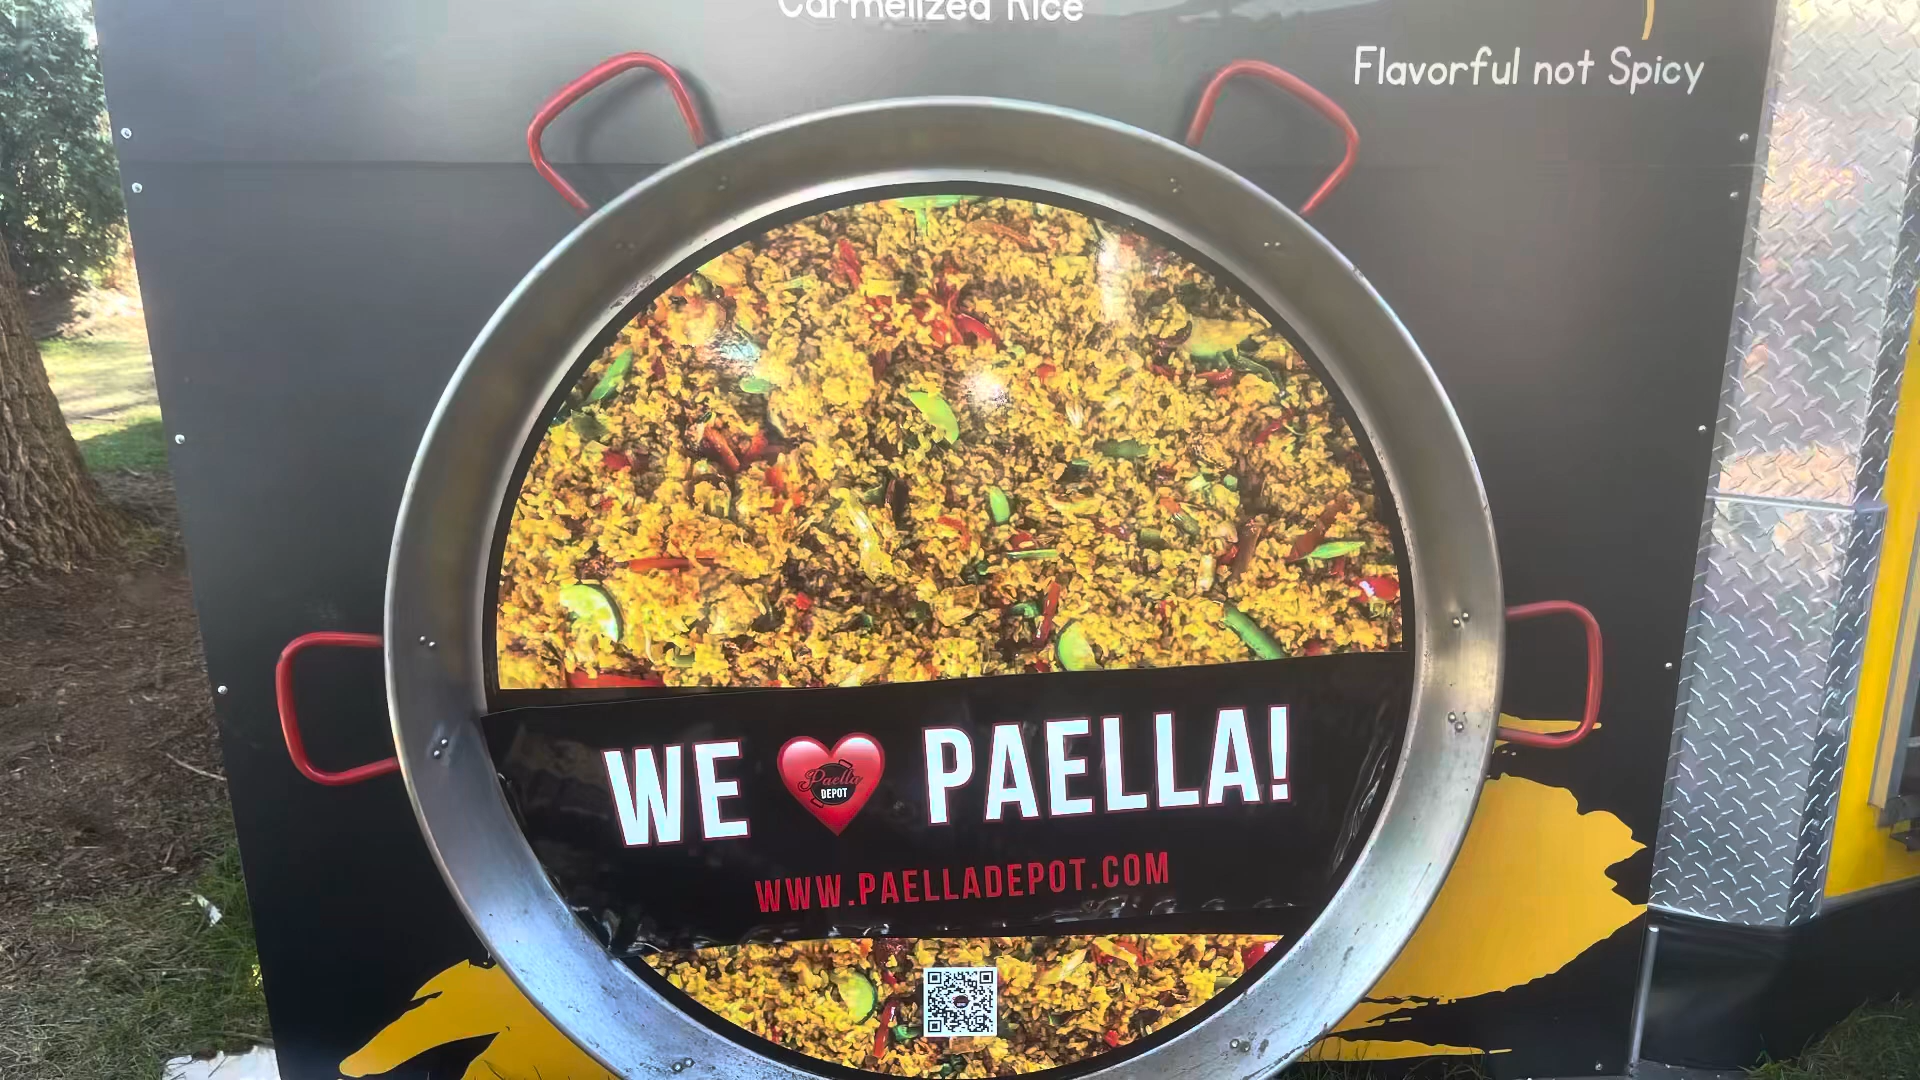 Carmelized Rice
Flavorful not Spicy
WE PAELLA!
Paella
DEPOT
WWW.PAELLADEPOT.COM